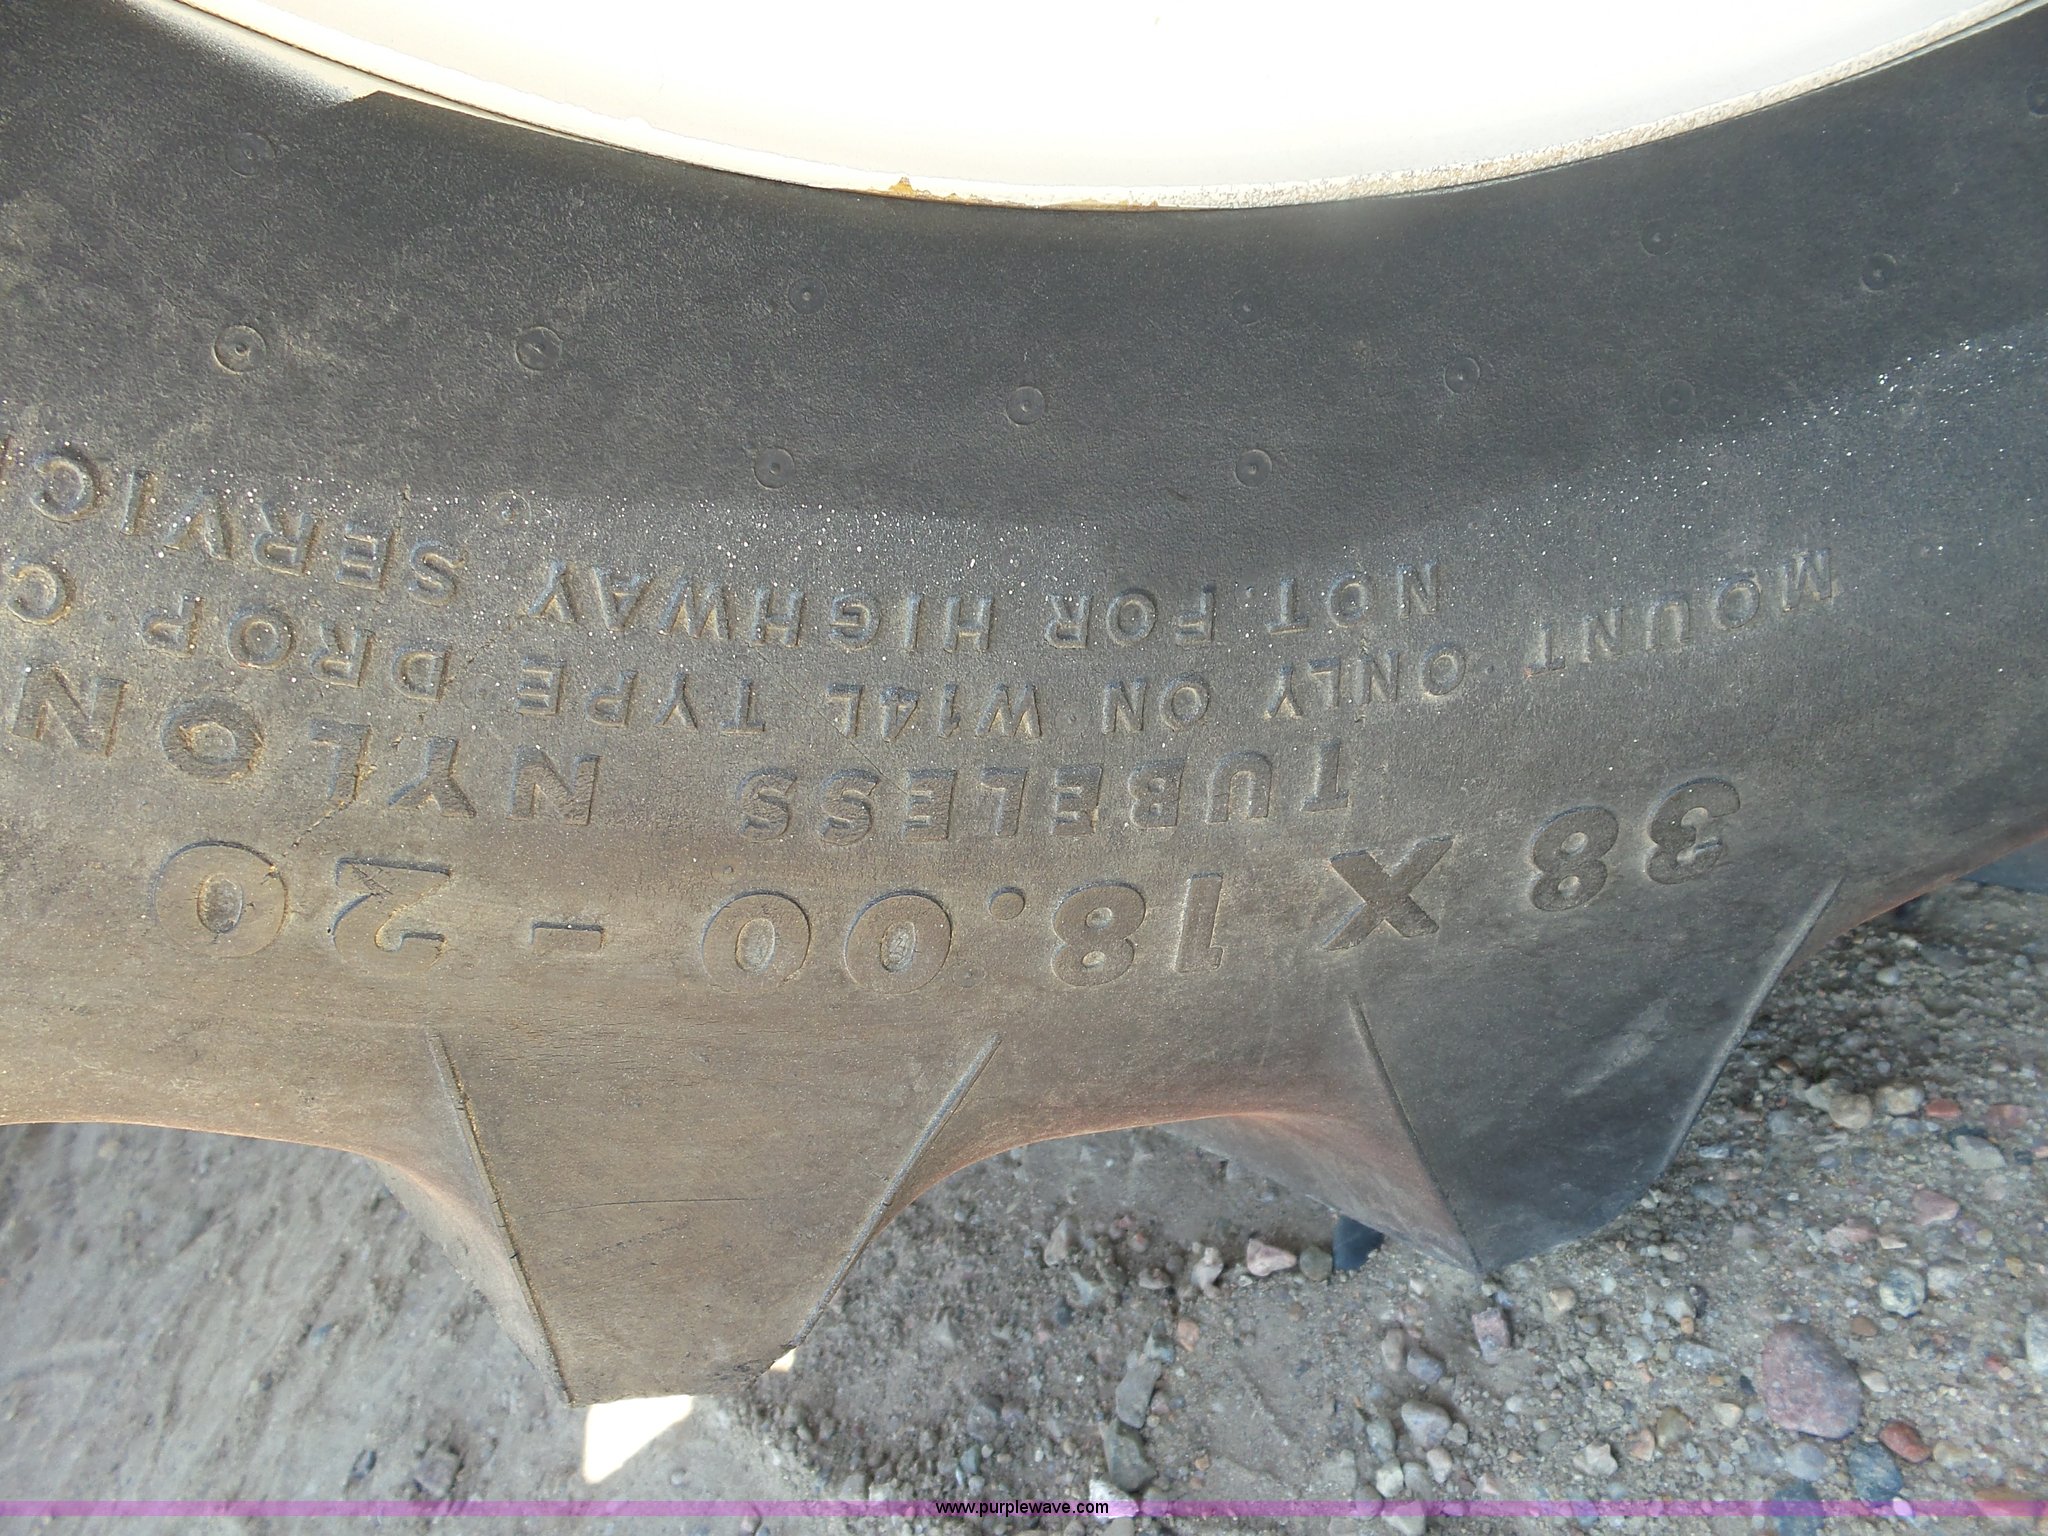 38 X 18.00 - 20
TUBELESS NYLON
MOUNT ONLY ON W14L TYPE DROP C
NOT FOR HIGHWAY SERVIC
www.purplewave.com